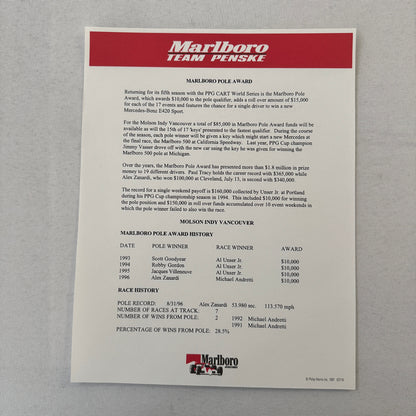 Marlboro
TEAM PENSKE
MARLBORO POLE AWARD
Returning for its fifth season with the PPG CART World Series is the Marlboro Pole
Award, which awards $10,000 to the pole qualifier, adds a roll over amount of $15,000
for each of the 17 events and features the chance for a single driver to win a new
Mercedes-Benz E420 Sport.
For the Molson Indy Vancouver a total of $85,000 in Marlboro Pole Award funds will be
available as will the 15th of 17 'keys' presented to the fastest qualifier. During the course
of the season, each pole winner will be given a key which might start a new Mercedes at
the final race, the Marlboro 500 at California Speedway. Last year, PPG Cup champion
Jimmy Vasser drove off with the new car using the key he was given for winning the
Marlboro 500 pole at Michigan.
Over the years, the Marlboro Pole Award has presented more than $1.8 million in prize
money to 19 different drivers. Paul Tracy holds the career record with $365,000 while
Alex Zanardi, who won $100,000 at Cleveland, July 13, is second with $340,000.
The record for a single weekend payoff is $160,000 collected by Unser Jr. at Portland
during his PPG Cup championship season in 1994. This included $10,000 for winning
the pole position and $150,000 in roll over funds accumulated over 10 event weekends in
which the pole winner failed to also win the race.
MOLSON INDY VANCOUVER
MARLBORO POLE AWARD HISTORY
DATE POLE WINNER RACE WINNER AWARD
1993 Scott Goodyear Al Unser Jr. $10,000
1994 Robby Gordon Al Unser Jr. $10,000
1995 Jacques Villeneuve Al Unser Jr. $10,000
1996 Alex Zanardi Michael Andretti $10,000
RACE HISTORY
POLE RECORD: 8/31/96 Alex Zanardi 53.980 sec. 113.570 mph
NUMBER OF RACES AT TRACK: 7
NUMBER OF WINS FROM POLE: 2 1992 Michael Andretti
1991 Michael Andretti
PERCENTAGE OF WINS FROM POLE: 28.5%
Marlboro